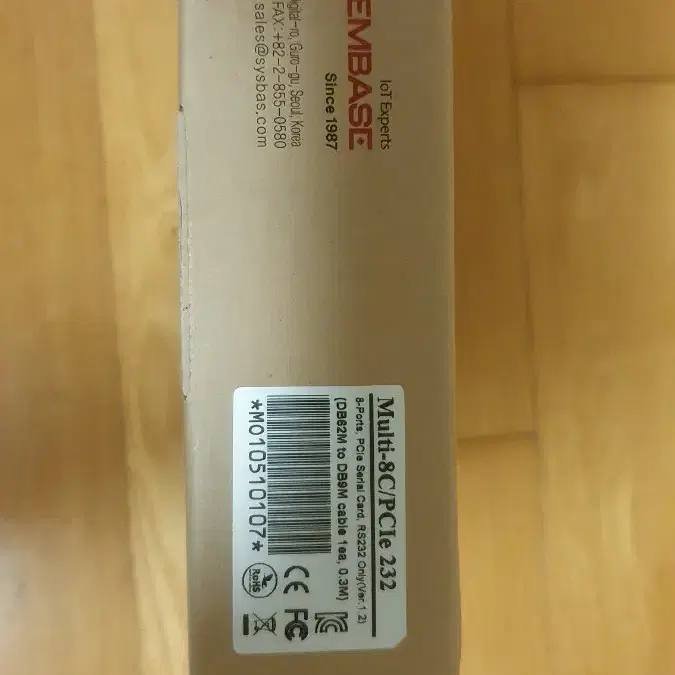 IoT Experts
EMBASE
Since 1987
Digital-ro, Guro-gu, Seoul, Korea
FAX:+82-2-855-0580
sales@sysbas.com
Multi-8C/PCIe 232
8-Ports, PCIe Serial Card, RS232 Only(Ver.1.2)
(DB62M to DB9M cable 1ea, 0.3M)
*M010510107*
RoHS
CE
FC